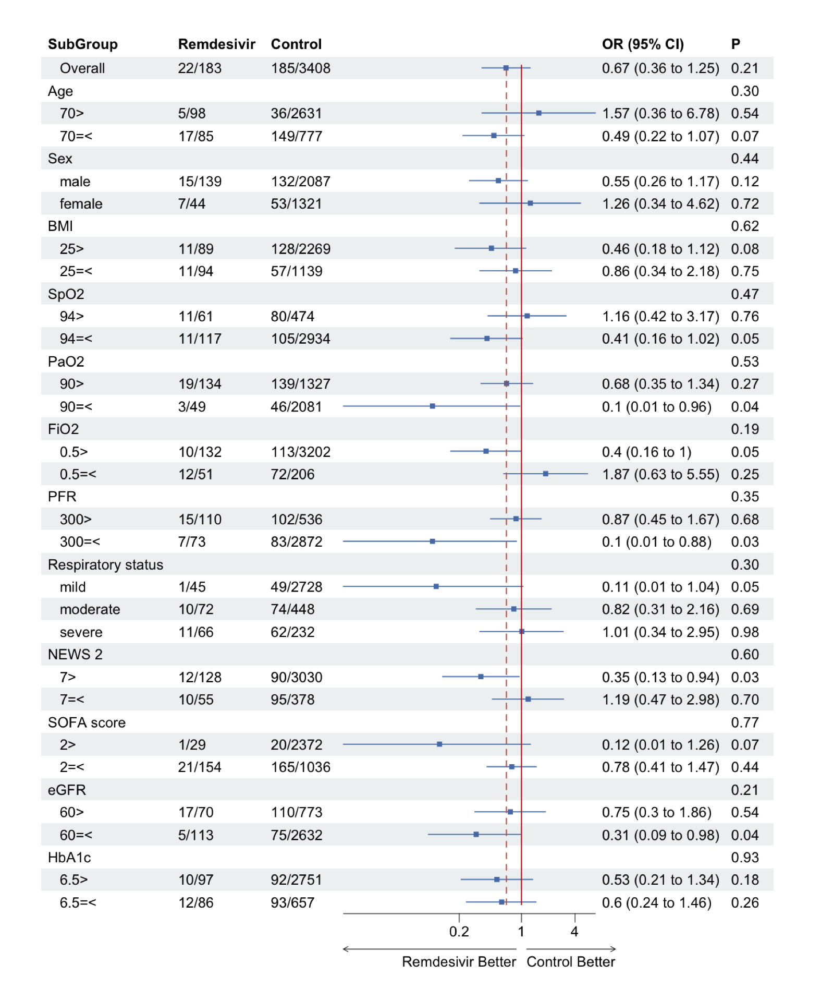 SubGroup Remdesivir Control OR (95% CI) P
Overall 22/183 185/3408 0.67 (0.36 to 1.25) 0.21
Age 0.30
70> 5/98 36/2631 1.57 (0.36 to 6.78) 0.54
70=< 17/85 149/777 0.49 (0.22 to 1.07) 0.07
Sex 0.44
male 15/139 132/2087 0.55 (0.26 to 1.17) 0.12
female 7/44 53/1321 1.26 (0.34 to 4.62) 0.72
BMI 0.62
25> 11/89 128/2269 0.46 (0.18 to 1.12) 0.08
25=< 11/94 57/1139 0.86 (0.34 to 2.18) 0.75
SpO2 0.47
94> 11/61 80/474 1.16 (0.42 to 3.17) 0.76
94=< 11/117 105/2934 0.41 (0.16 to 1.02) 0.05
PaO2 0.53
90> 19/134 139/1327 0.68 (0.35 to 1.34) 0.27
90=< 3/49 46/2081 0.1 (0.01 to 0.96) 0.04
FiO2 0.19
0.5> 10/132 113/3202 0.4 (0.16 to 1) 0.05
0.5=< 12/51 72/206 1.87 (0.63 to 5.55) 0.25
PFR 0.35
300> 15/110 102/536 0.87 (0.45 to 1.67) 0.68
300=< 7/73 83/2872 0.1 (0.01 to 0.88) 0.03
Respiratory status 0.30
mild 1/45 49/2728 0.11 (0.01 to 1.04) 0.05
moderate 10/72 74/448 0.82 (0.31 to 2.16) 0.69
severe 11/66 62/232 1.01 (0.34 to 2.95) 0.98
NEWS 2 0.60
7> 12/128 90/3030 0.35 (0.13 to 0.94) 0.03
7=< 10/55 95/378 1.19 (0.47 to 2.98) 0.70
SOFA score 0.77
2> 1/29 20/2372 0.12 (0.01 to 1.26) 0.07
2=< 21/154 165/1036 0.78 (0.41 to 1.47) 0.44
eGFR 0.21
60> 17/70 110/773 0.75 (0.3 to 1.86) 0.54
60=< 5/113 75/2632 0.31 (0.09 to 0.98) 0.04
HbA1c 0.93
6.5> 10/97 92/2751 0.53 (0.21 to 1.34) 0.18
6.5=< 12/86 93/657 0.6 (0.24 to 1.46) 0.26
0.2 1 4
Remdesivir Better Control Better